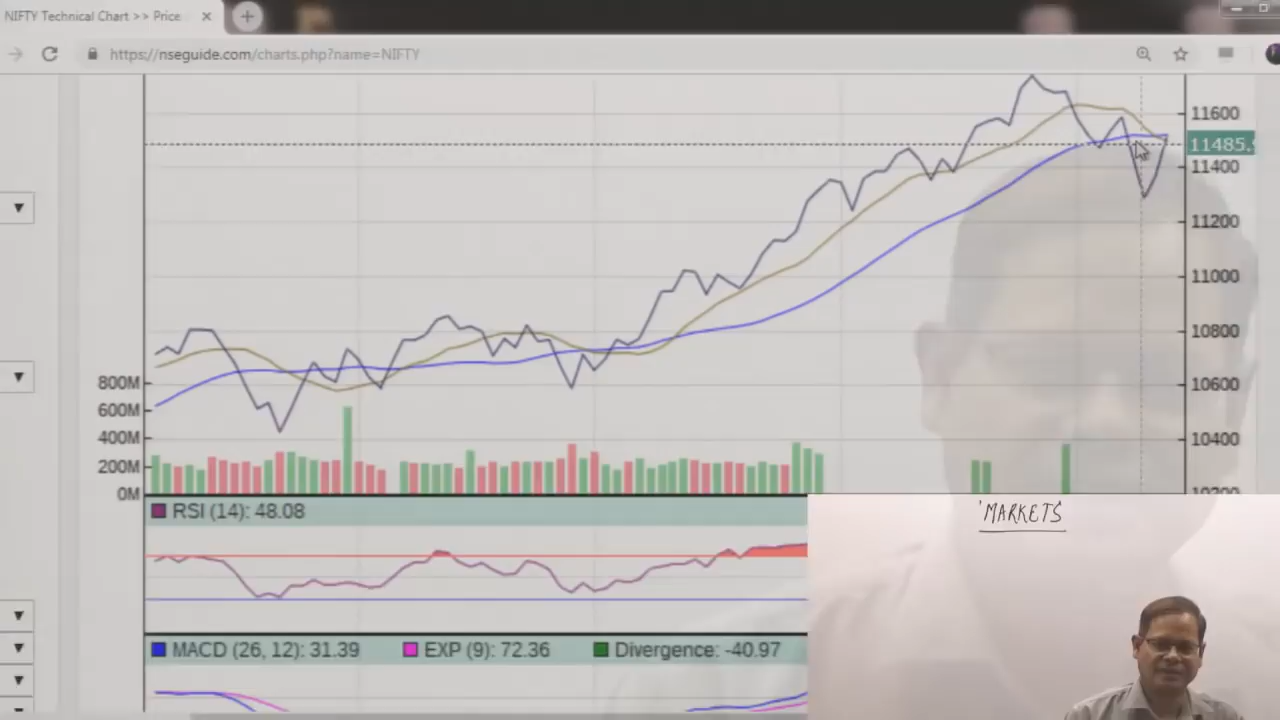 NIFTY Technical Chart >> Price
https://nseguide.com/charts.php?name=NIFTY
11600
11485.
11400
11200
11000
10800
10600
10400
10200
800M
600M
400M
200M
0M
RSI (14): 48.08
MACD (26, 12): 31.39 EXP (9): 72.36 Divergence: -40.97
'MARKETS'